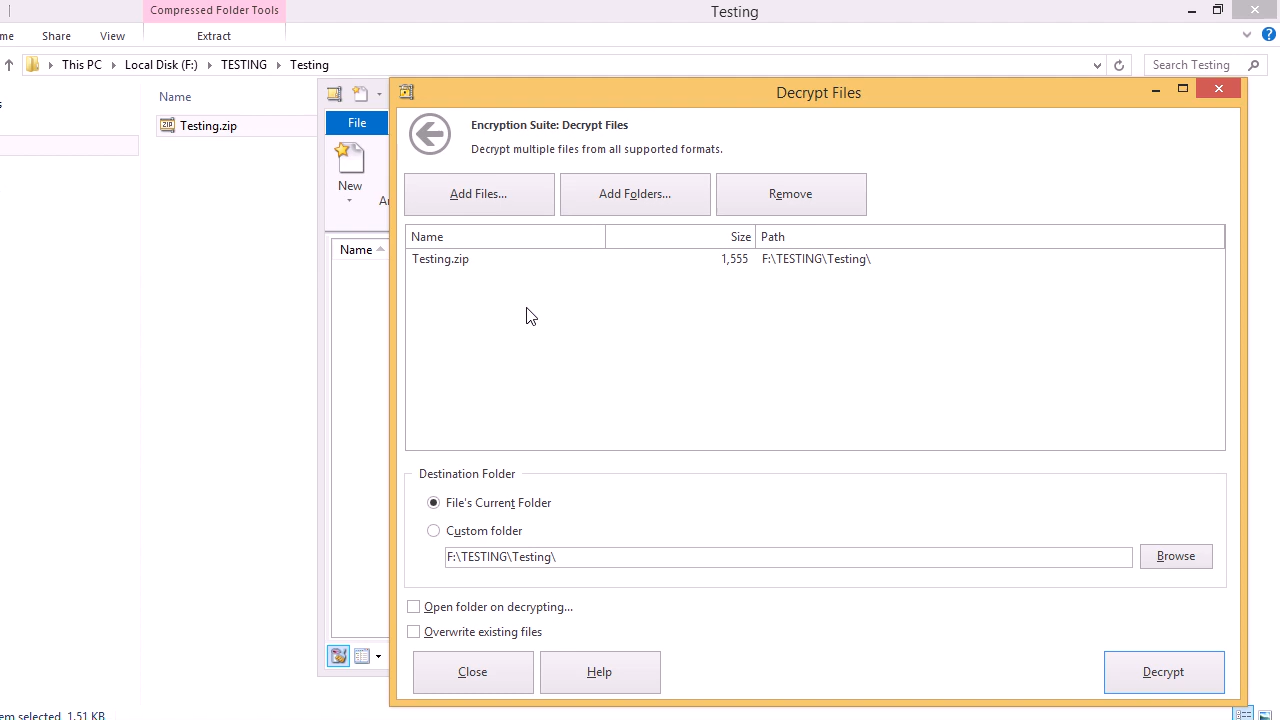 Compressed Folder Tools
Testing
me Share View Extract
This PC Local Disk (F:) TESTING Testing
Search Testing
Name
Testing.zip
File
New
Name
Decrypt Files
Encryption Suite: Decrypt Files
Decrypt multiple files from all supported formats.
Add Files... Add Folders... Remove
Name Size Path
Testing.zip 1,555 F:\TESTING\Testing\
Destination Folder
File's Current Folder
Custom folder
F:\TESTING\Testing\ Browse
Open folder on decrypting...
Overwrite existing files
Close Help Decrypt
em selected 1.51 KB